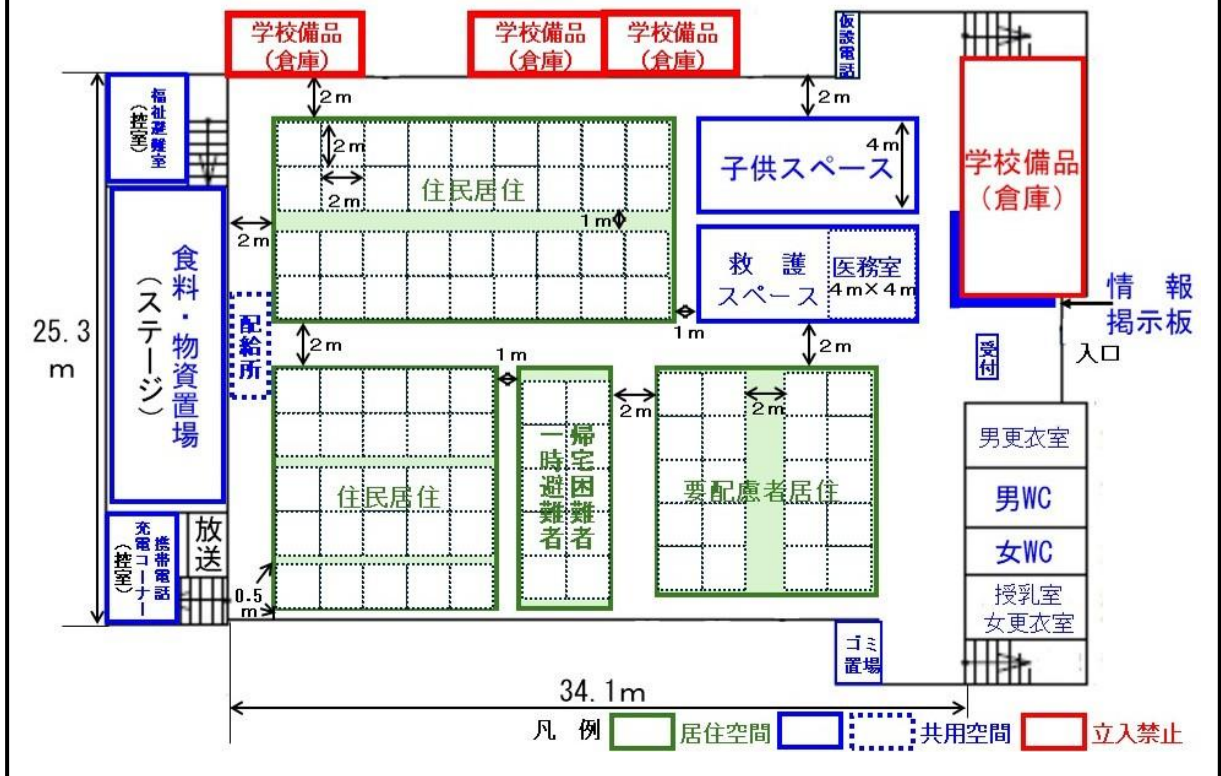 学校備品
(倉庫)
学校備品
(倉庫)
学校備品
(倉庫)
仮設電話
福祉避難室
(控室)
2m
2m
2m
2m
住民居住
1m
2m
子供スペース
4m
学校備品
(倉庫)
救護
スペース
医務室
4m×4m
1m
情報
掲示板
入口
受付
食料・物資置場
(ステージ)
配給所
25.3
m
2m
1m
2m
2m
2m
住民居住
帰宅困難者
一時避難者
要配慮者居住
男更衣室
男WC
女WC
授乳室
女更衣室
携帯電話
充電コーナー
(控室)
放送
0.5
m
ゴミ
置場
34.1m
凡例
居住空間
共用空間
立入禁止